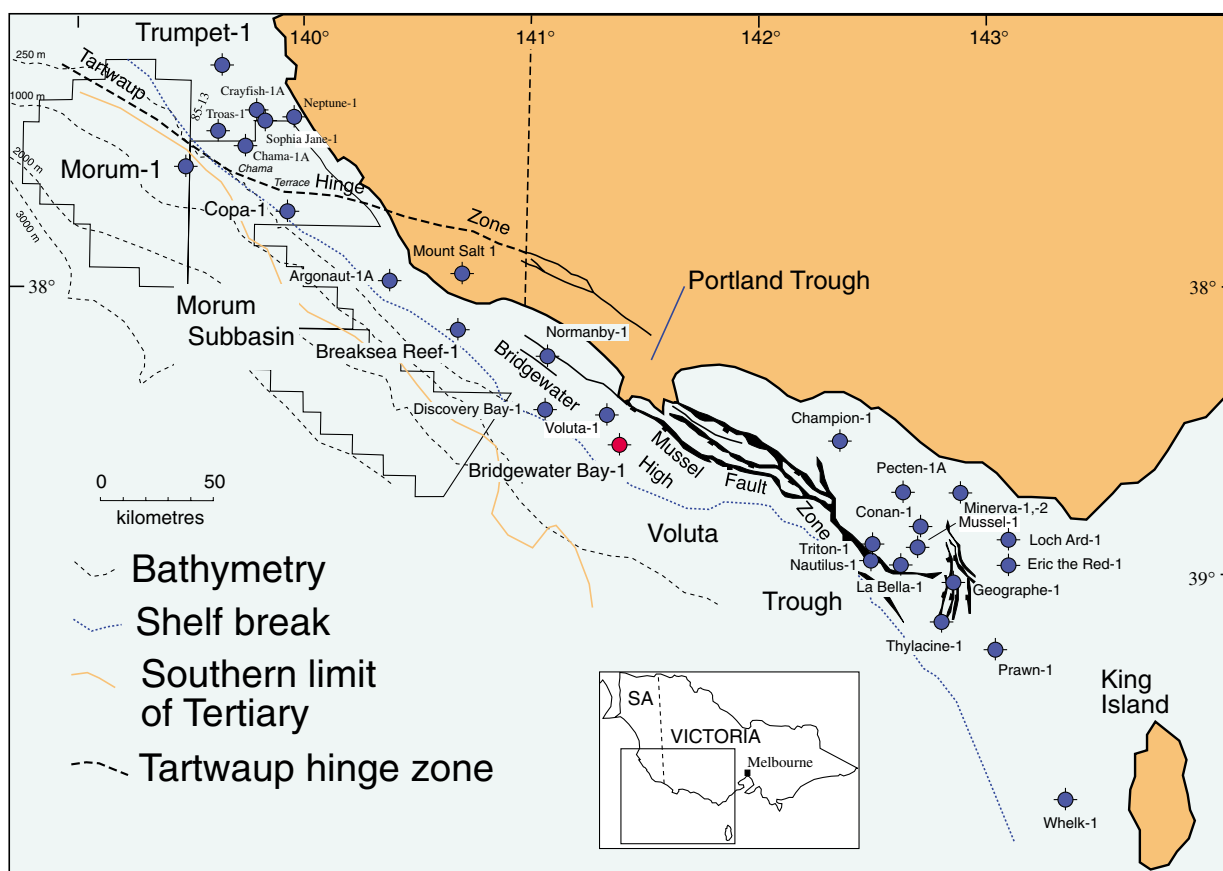 Trumpet-1
140°
141°
142°
143°
250 m
Tartwaup
1000 m
85-13
Crayfish-1A
Neptune-1
Troas-1
Sophia Jane-1
Chama-1A
2000 m
Morum-1
Chama
Terrace
Hinge
Zone
3000 m
Copa-1
Mount Salt 1
Argonaut-1A
38°
38°
Portland Trough
Morum
Subbasin
Normanby-1
Breaksea Reef-1
Bridgewater
High
Discovery Bay-1
Voluta-1
Champion-1
Bridgewater Bay-1
Mussel
Fault
Zone
Pecten-1A
0 50
kilometres
Conan-1
Minerva-1,-2
Mussel-1
Voluta
Trough
Triton-1
Loch Ard-1
Nautilus-1
Eric the Red-1
39°
La Bella-1
Geographe-1
Thylacine-1
Prawn-1
Bathymetry
Shelf break
Southern limit
of Tertiary
Tartwaup hinge zone
SA
VICTORIA
Melbourne
King
Island
Whelk-1